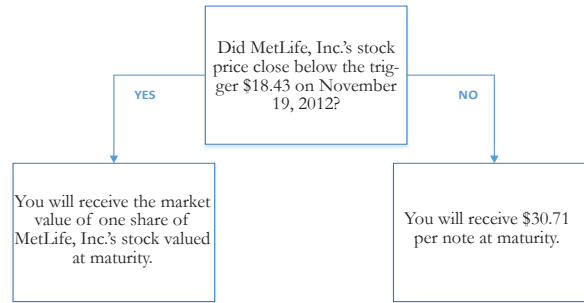 Did MetLife, Inc.'s stock
price close below the trig-
ger $18.43 on November
19, 2012?
YES
NO
You will receive the market
value of one share of
MetLife, Inc.'s stock valued
at maturity.
You will receive $30.71
per note at maturity.